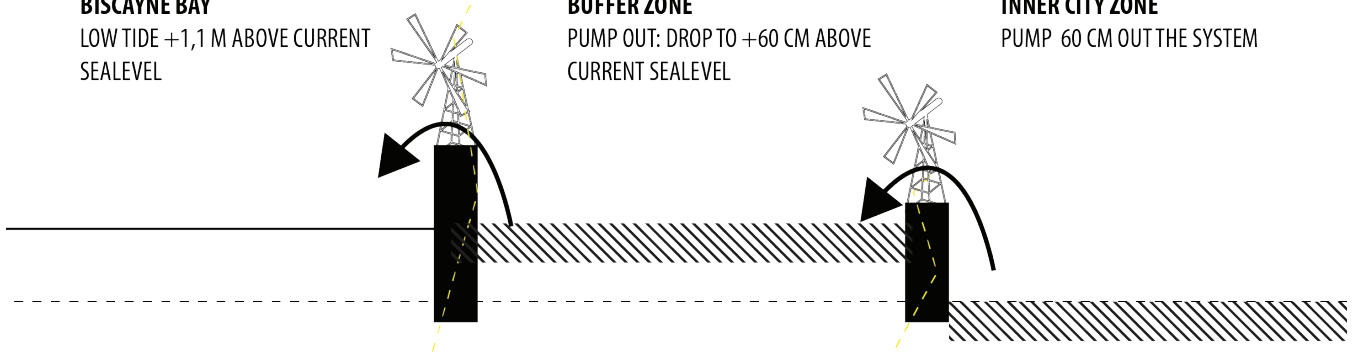 BISCAYNE BAY
LOW TIDE +1,1 M ABOVE CURRENT
SEALEVEL
BUFFER ZONE
PUMP OUT: DROP TO +60 CM ABOVE
CURRENT SEALEVEL
INNER CITY ZONE
PUMP 60 CM OUT THE SYSTEM